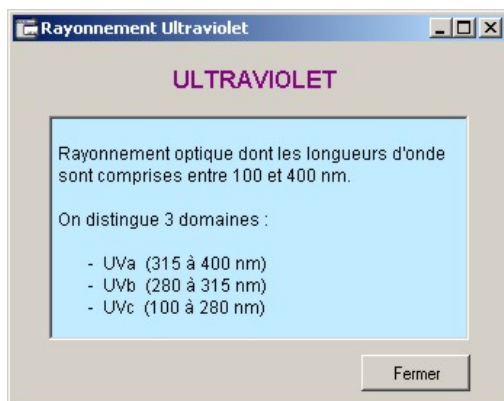 Rayonnement Ultraviolet
ULTRAVIOLET
Rayonnement optique dont les longueurs d'onde
sont comprises entre 100 et 400 nm.
On distingue 3 domaines :
- UVa (315 à 400 nm)
- UVb (280 à 315 nm)
- UVc (100 à 280 nm)
Fermer